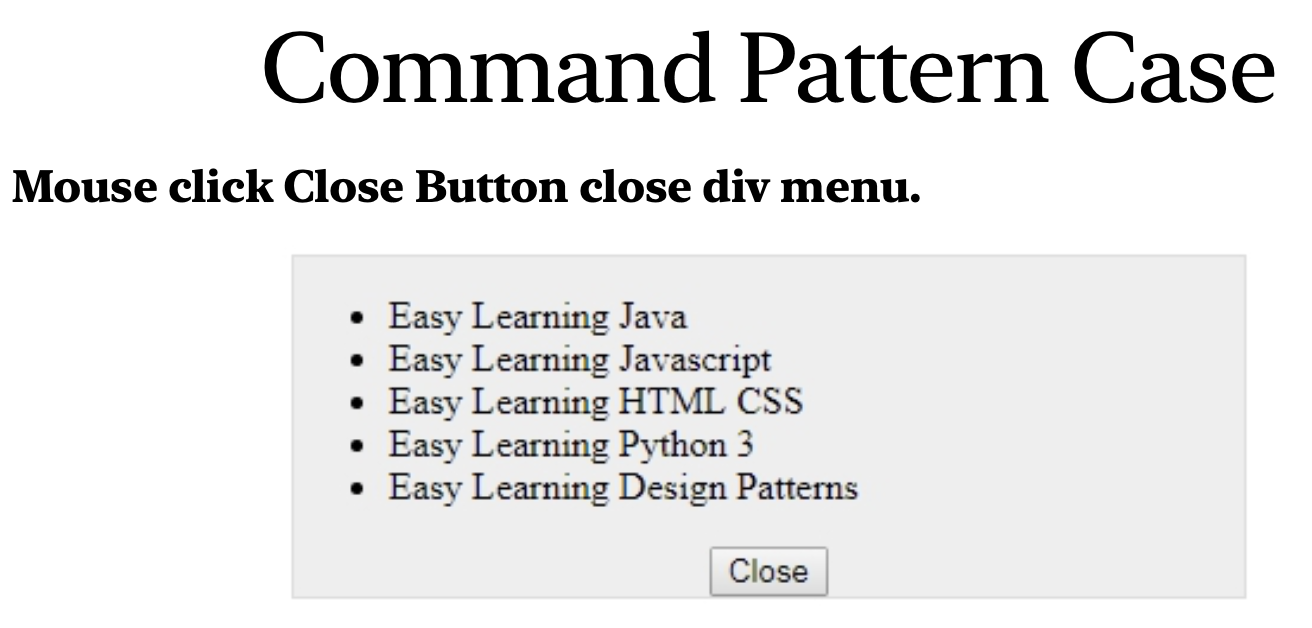 Command Pattern Case
Mouse click Close Button close div menu.
Easy Learning Java
Easy Learning Javascript
Easy Learning HTML CSS
Easy Learning Python 3
Easy Learning Design Patterns
Close